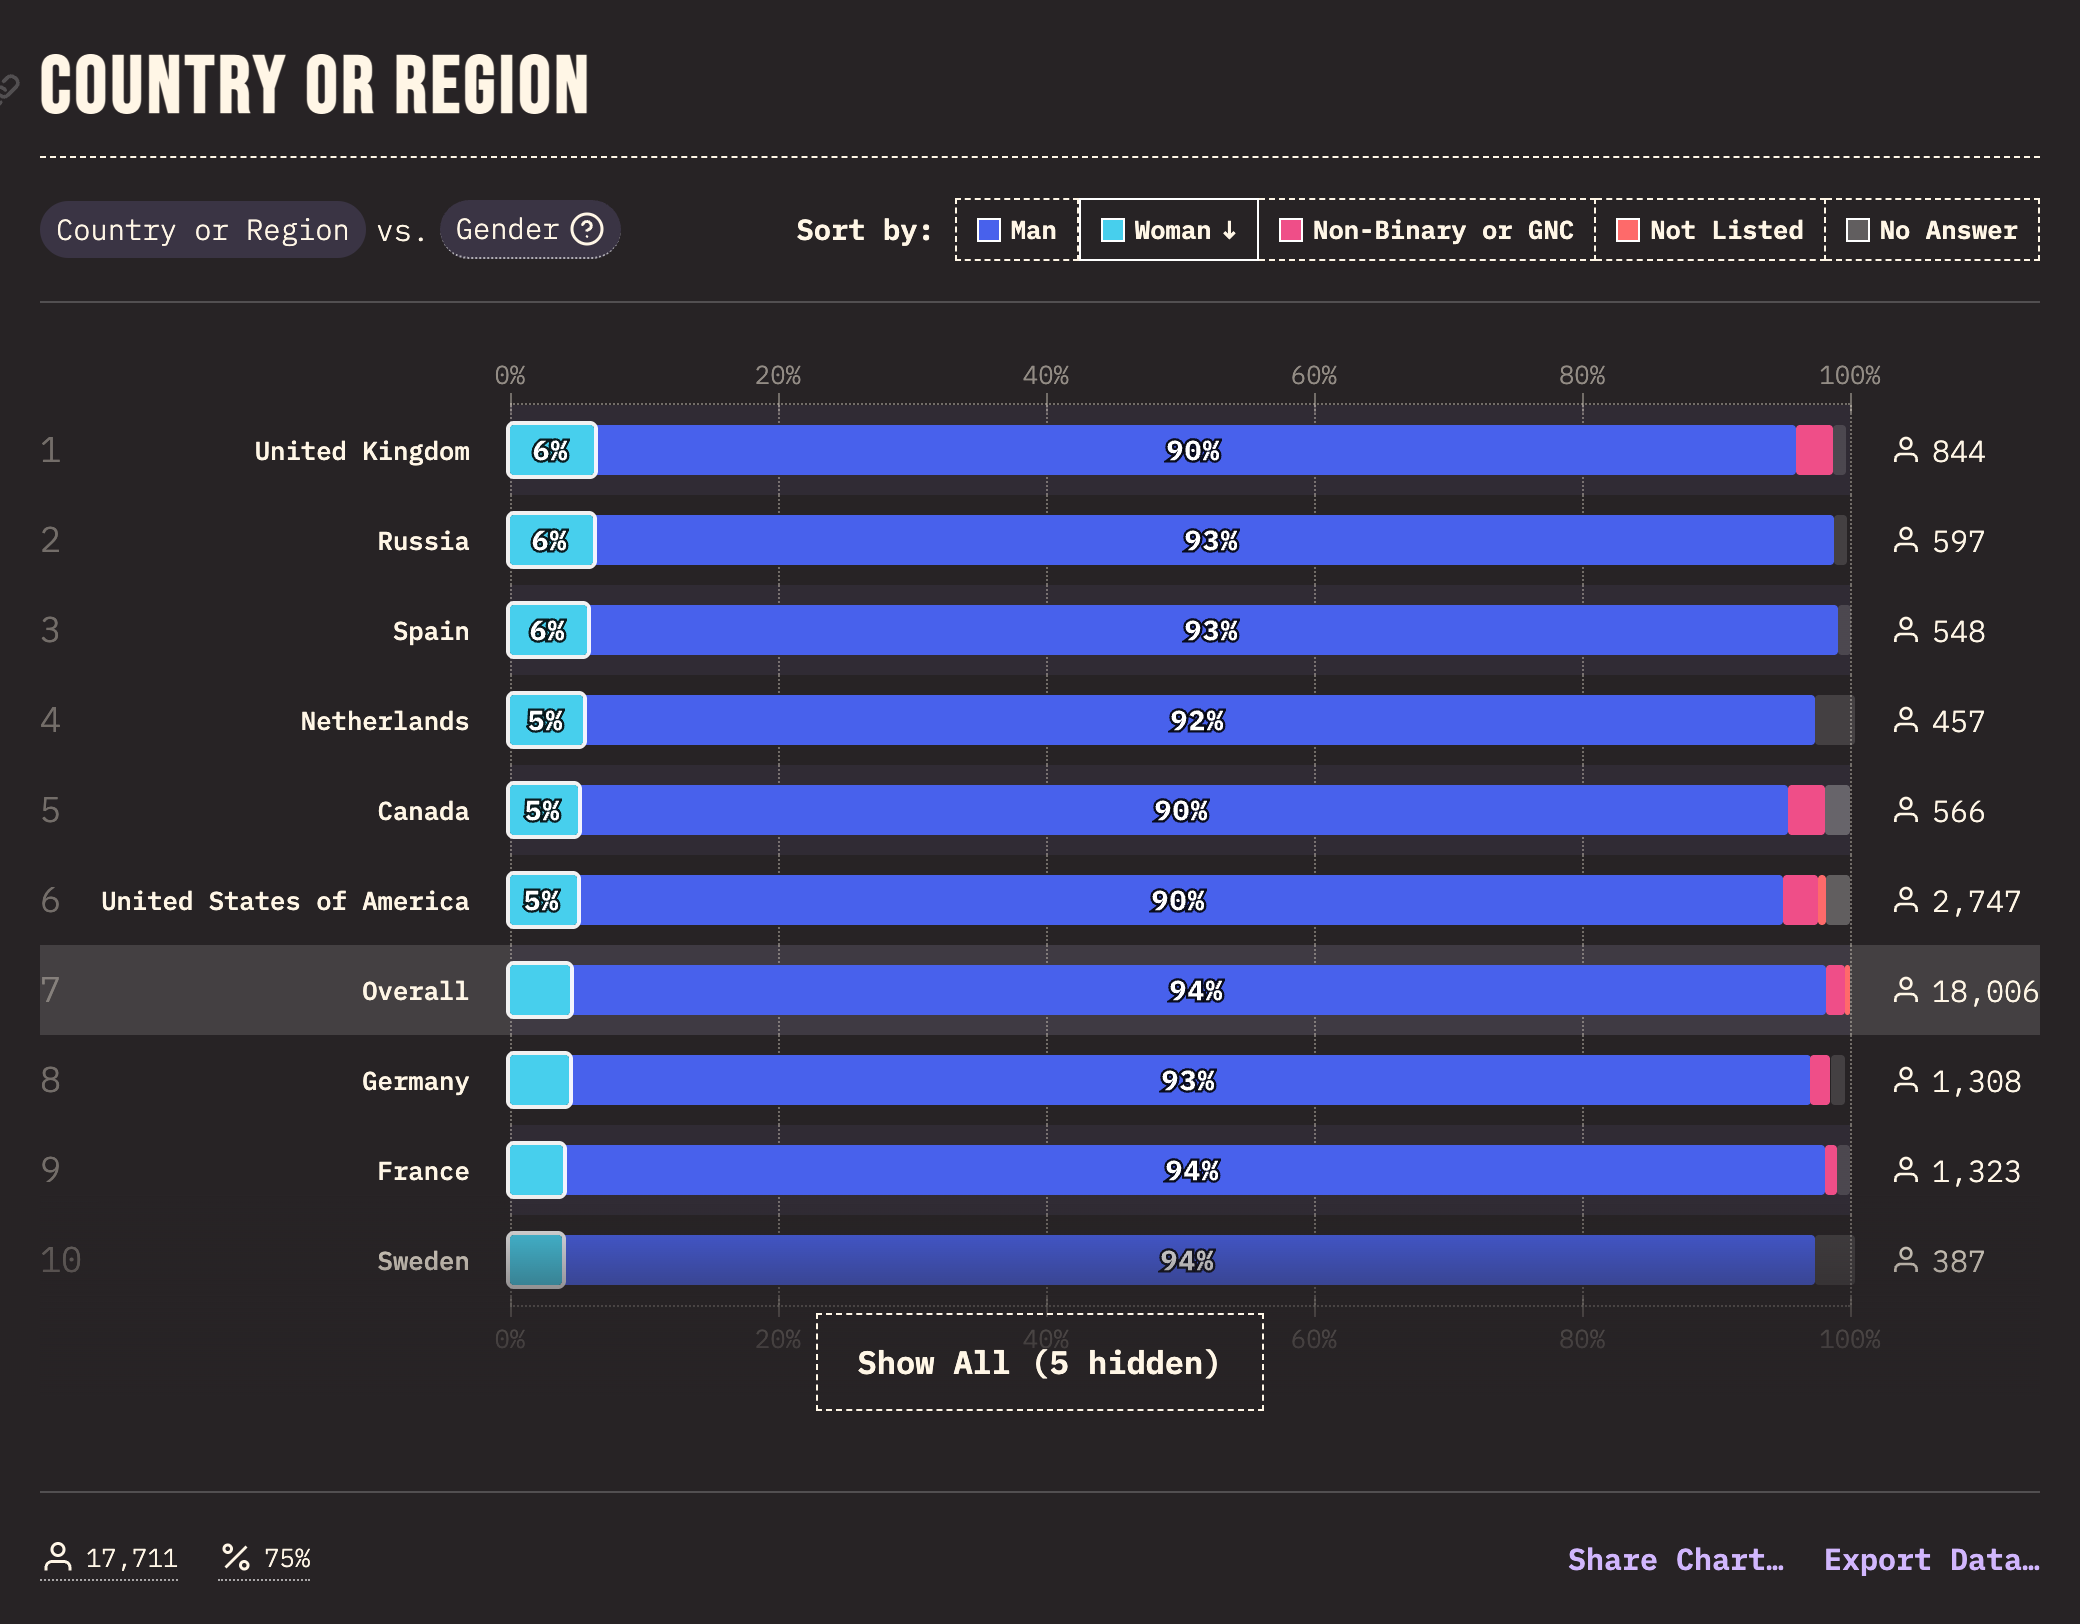 COUNTRY OR REGION
Country or Region vs. Gender ?
Sort by: Man Woman ↓ Non-Binary or GNC Not Listed No Answer
0% 20% 40% 60% 80% 100%
1 United Kingdom 6% 90% 844
2 Russia 6% 93% 597
3 Spain 6% 93% 548
4 Netherlands 5% 92% 457
5 Canada 5% 90% 566
6 United States of America 5% 90% 2,747
7 Overall 94% 18,006
8 Germany 93% 1,308
9 France 94% 1,323
10 Sweden 94% 387
0% 20% 40% 60% 80% 100%
Show All (5 hidden)
17,711 % 75%
Share Chart… Export Data…